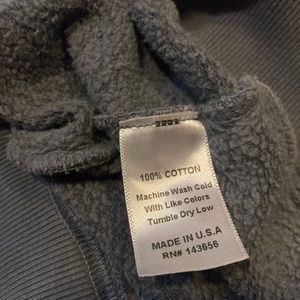 100% COTTON
Machine Wash Cold
With Like Colors
Tumble Dry Low
MADE IN U.S.A
RN# 143656